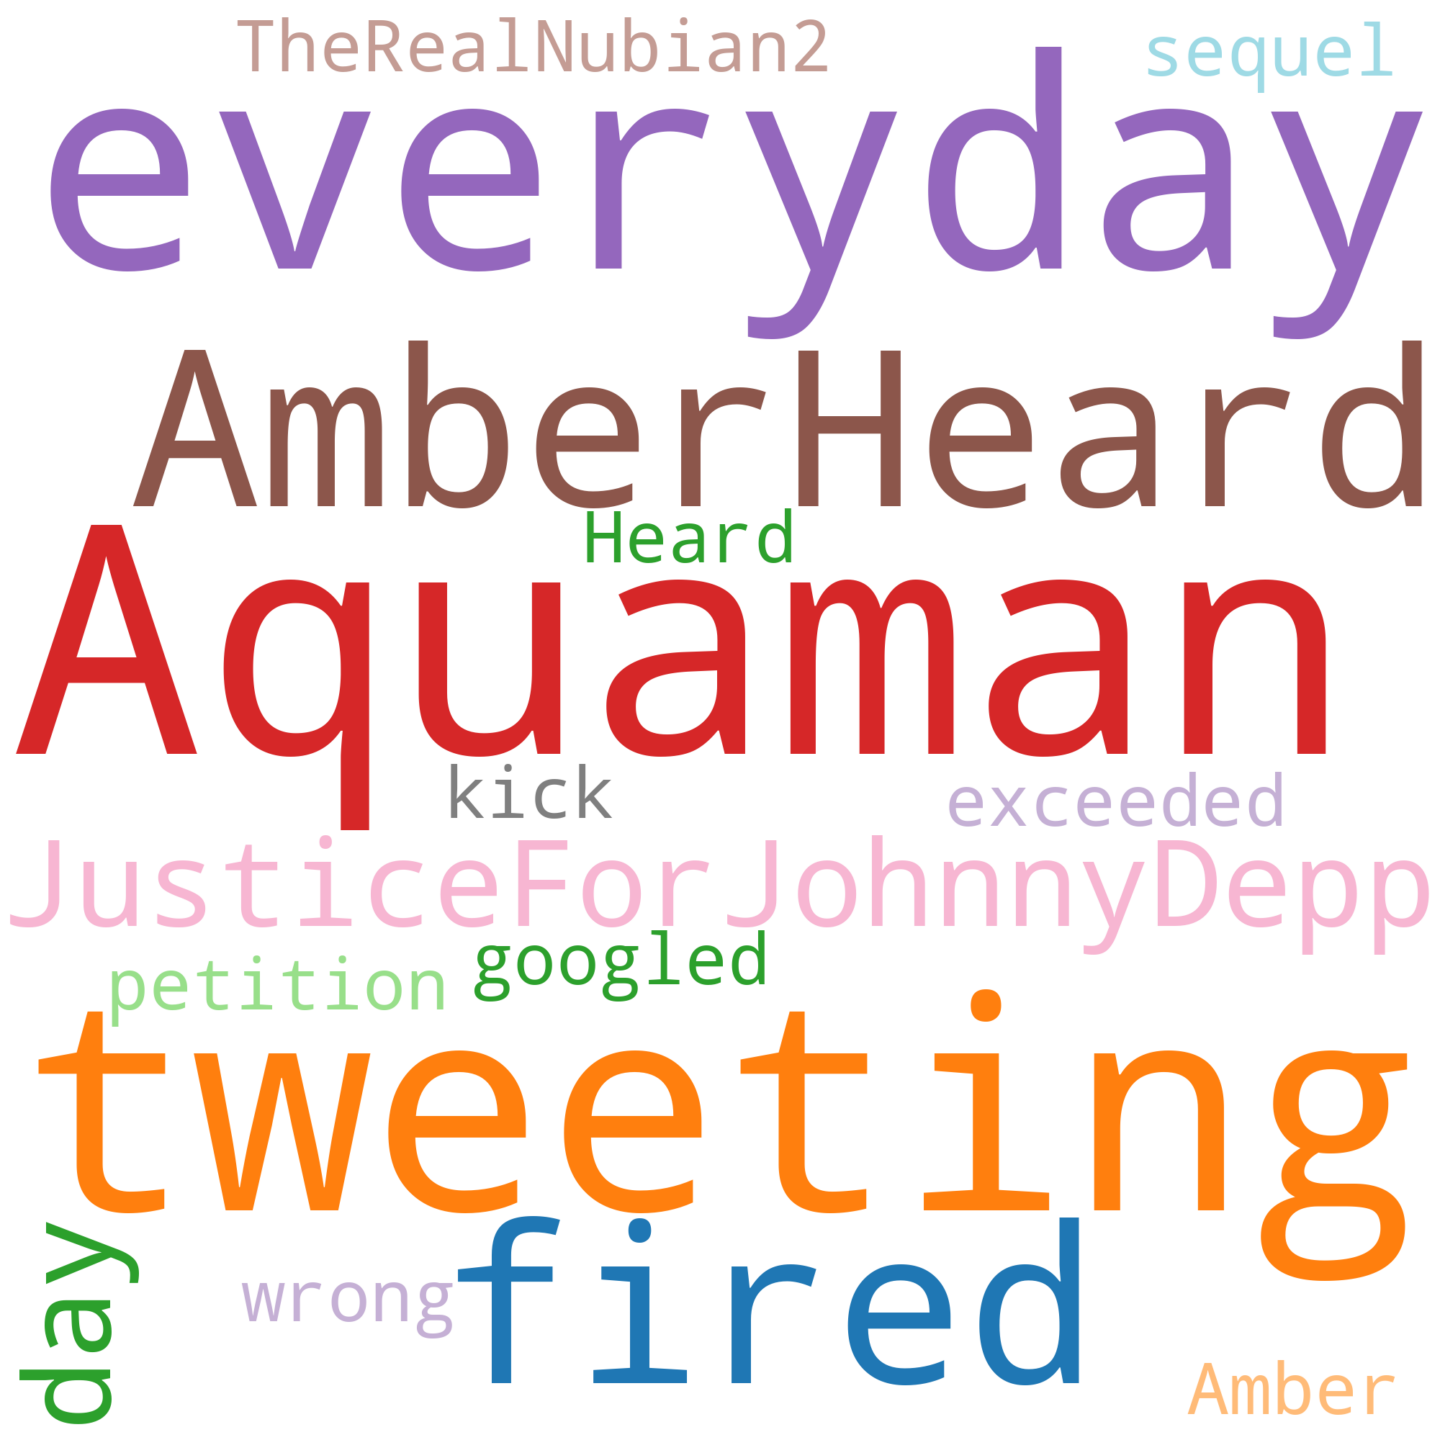 TheRealNubian2 sequel
everyday
AmberHeard
Heard
Aquaman
kick exceeded
JusticeForJohnnyDepp
petition googled
tweeting
day wrong fired
Amber